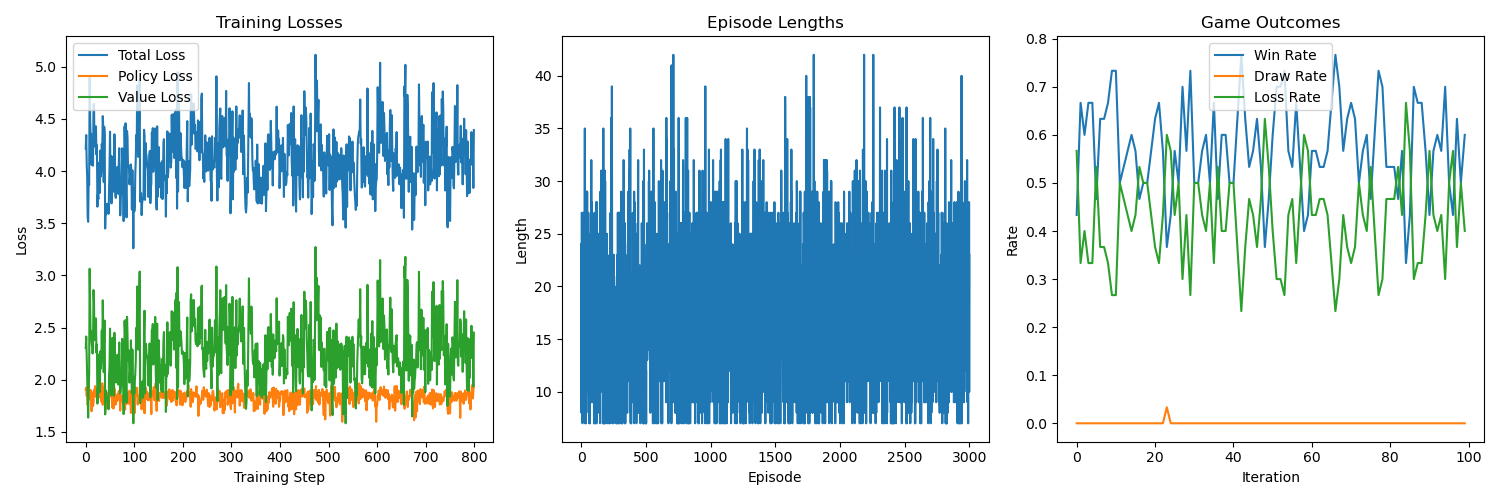 Training Losses
Total Loss
Policy Loss
Value Loss
5.0
4.5
4.0
3.5
3.0
2.5
2.0
1.5
Loss
0 100 200 300 400 500 600 700 800
Training Step
Episode Lengths
40
35
30
25
20
15
10
Length
0 500 1000 1500 2000 2500 3000
Episode
Game Outcomes
Win Rate
Draw Rate
Loss Rate
0.8
0.7
0.6
0.5
0.4
0.3
0.2
0.1
0.0
Rate
0 20 40 60 80 100
Iteration